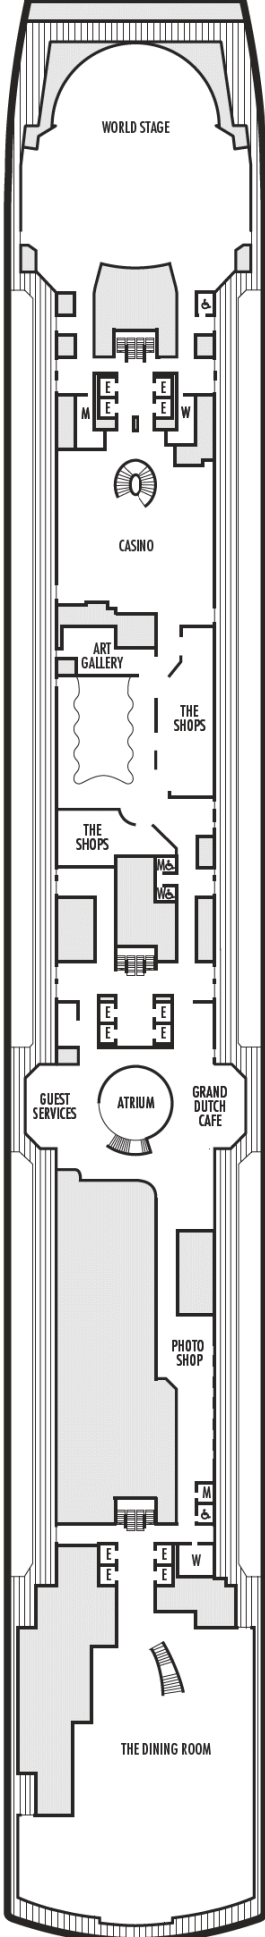 WORLD STAGE
E E
E E
M W
CASINO
ART
GALLERY
THE
SHOPS
THE
SHOPS
M
W
E E
E E
GUEST
SERVICES
ATRIUM
GRAND
DUTCH
CAFE
PHOTO
SHOP
M
E E
E E
W
THE DINING ROOM